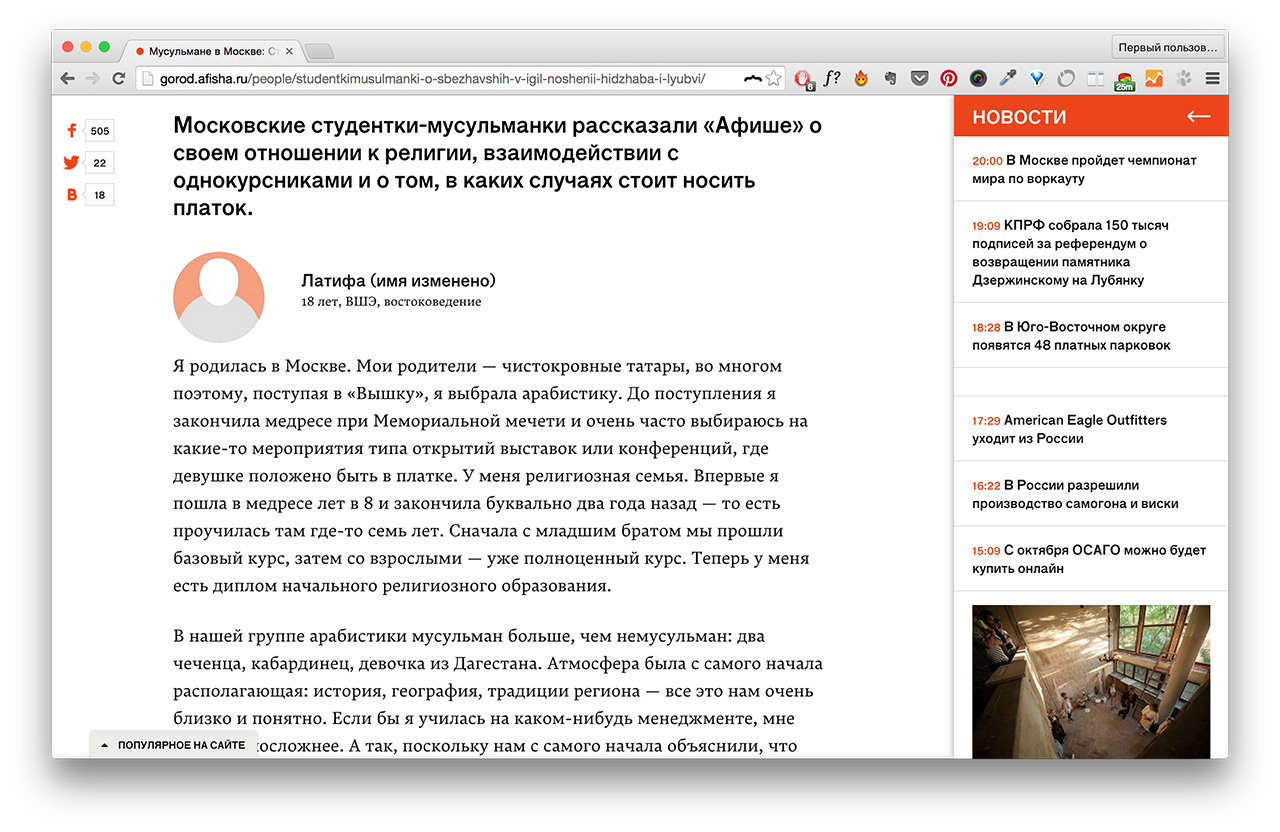 Мусульмане в Москве: Ст
Первый пользов...
gorod.afisha.ru/people/studentkimusulmanki-o-sbezhavshih-v-igil-noshenii-hidzhaba-i-lyubvi/
f?
6
25m
505
22
В 18
Московские студентки-мусульманки рассказали «Афише» о
своем отношении к религии, взаимодействии с
однокурсниками и о том, в каких случаях стоит носить
платок.
Латифа (имя изменено)
18 лет, ВШЭ, востоковедение
Я родилась в Москве. Мои родители — чистокровные татары, во многом
поэтому, поступая в «Вышку», я выбрала арабистику. До поступления я
закончила медресе при Мемориальной мечети и очень часто выбираюсь на
какие-то мероприятия типа открытий выставок или конференций, где
девушке положено быть в платке. У меня религиозная семья. Впервые я
пошла в медресе лет в 8 и закончила буквально два года назад — то есть
проучилась там где-то семь лет. Сначала с младшим братом мы прошли
базовый курс, затем со взрослыми — уже полноценный курс. Теперь у меня
есть диплом начального религиозного образования.
В нашей группе арабистики мусульман больше, чем немусульман: два
чеченца, кабардинец, девочка из Дагестана. Атмосфера была с самого начала
располагающая: история, география, традиции региона — все это нам очень
близко и понятно. Если бы я училась на каком-нибудь менеджменте, мне
посложнее. А так, поскольку нам с самого начала объяснили, что
ПОПУЛЯРНОЕ НА САЙТЕ
НОВОСТИ
20:00 В Москве пройдет чемпионат
мира по воркауту
19:09 КПРФ собрала 150 тысяч
подписей за референдум о
возвращении памятника
Дзержинскому на Лубянку
18:28 В Юго-Восточном округе
появятся 48 платных парковок
17:29 American Eagle Outfitters
уходит из России
16:22 В России разрешили
производство самогона и виски
15:09 С октября ОСАГО можно будет
купить онлайн